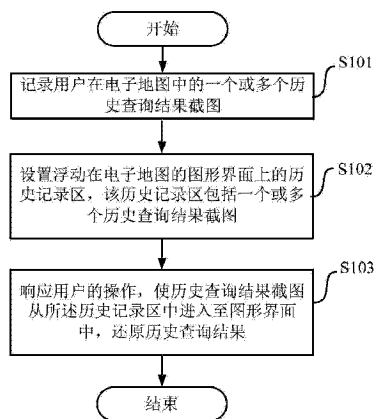 开始
S101
记录用户在电子地图中的一个或多个历
史查询结果截图
S102
设置浮动在电子地图的图形界面上的历
史记录区，该历史记录区包括一个或多
个历史查询结果截图
S103
响应用户的操作，使历史查询结果截图
从所述历史记录区中进入至图形界面
中，还原历史查询结果
结束